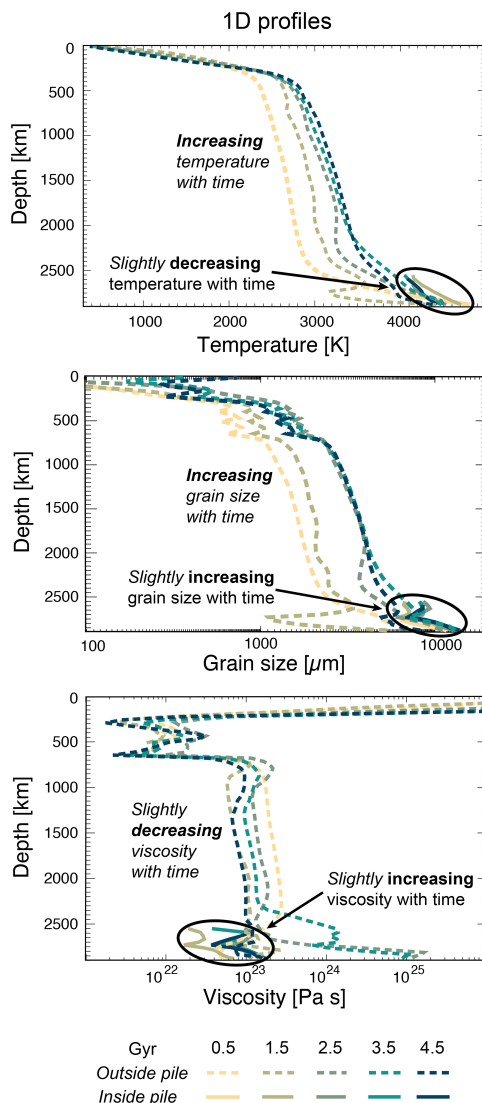 1D profiles
0
500
1000
1500
2000
2500
Depth [km]
Increasing
temperature
with time
Slightly decreasing
temperature with time
1000
2000
3000
4000
Temperature [K]
0
500
1000
1500
2000
2500
Depth [km]
Increasing
grain size
with time
Slightly increasing
grain size with time
100
1000
10000
Grain size [μm]
0
500
1000
1500
2000
2500
Depth [km]
Slightly
decreasing
viscosity
with time
Slightly increasing
viscosity with time
10^22
10^23
10^24
10^25
Viscosity [Pa s]
Gyr 0.5 1.5 2.5 3.5 4.5
Outside pile
Inside pile